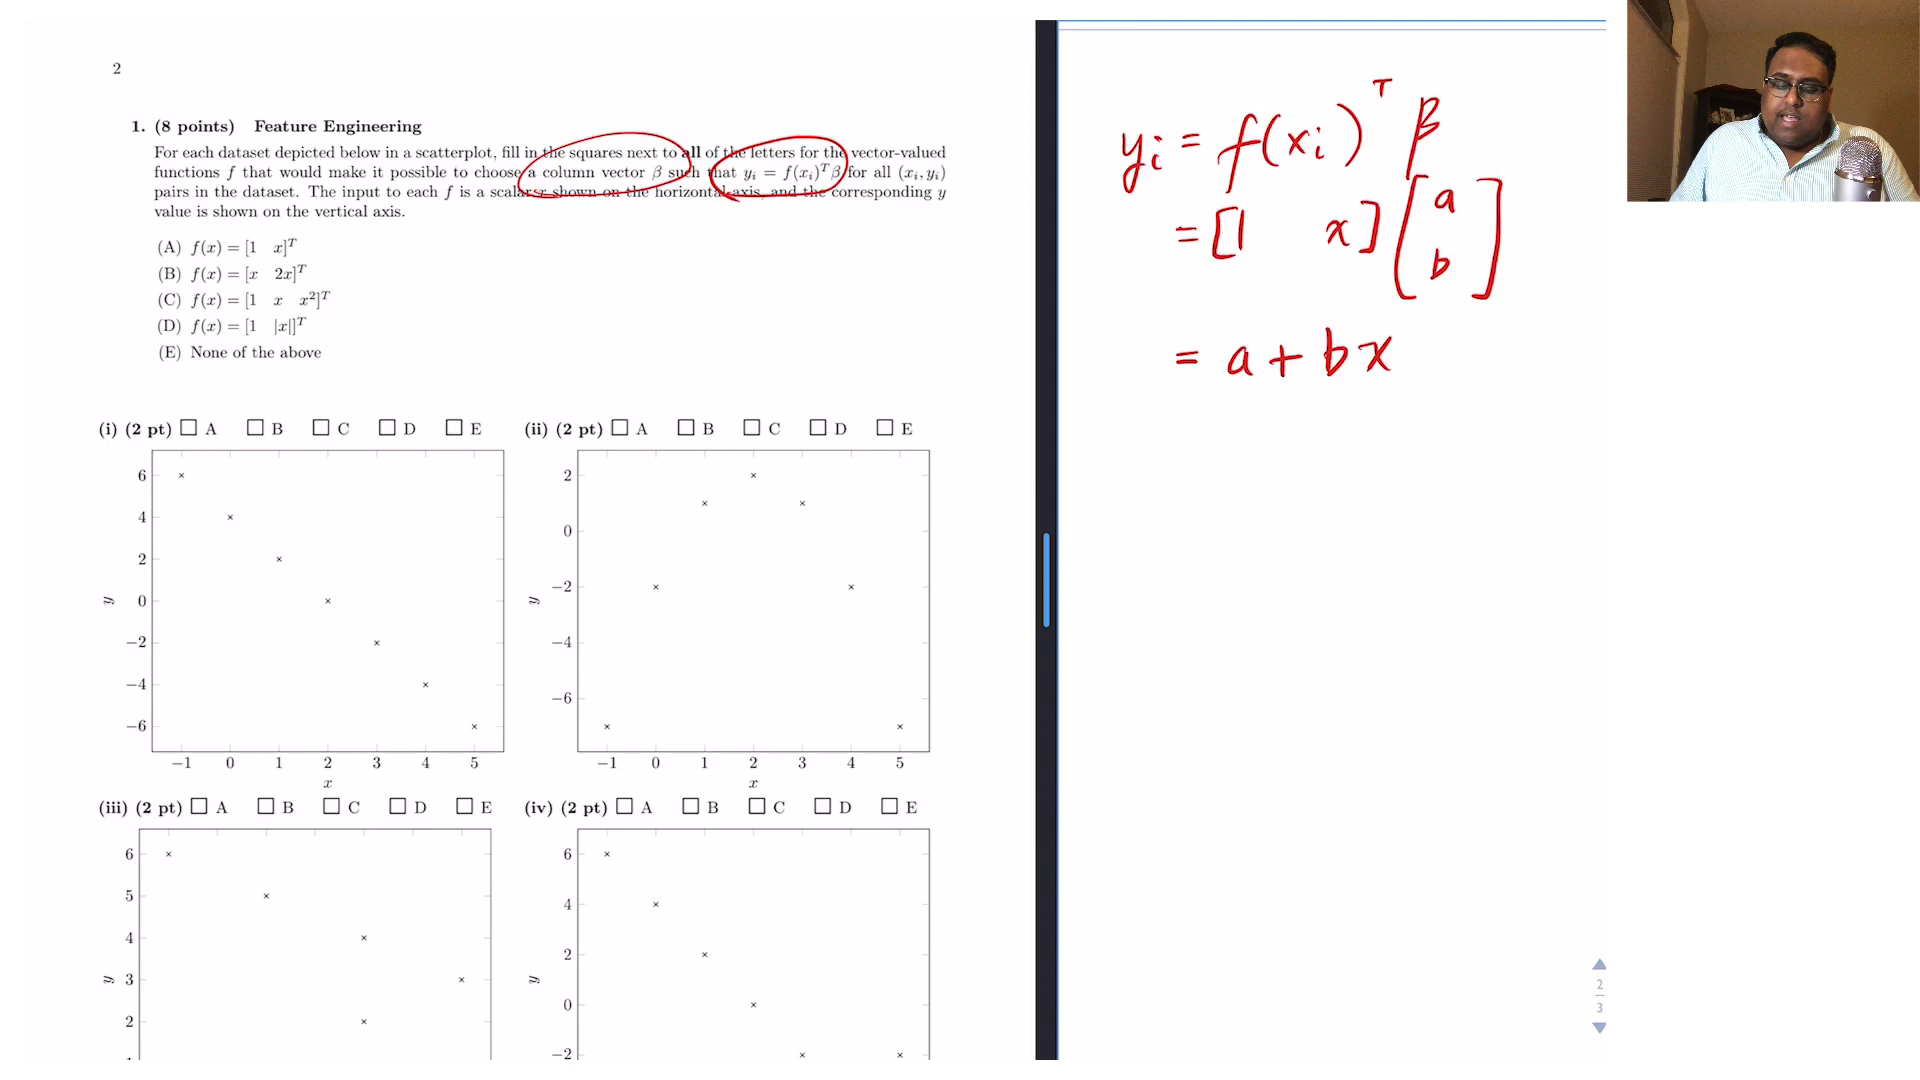 2
1. (8 points) Feature Engineering
For each dataset depicted below in a scatterplot, fill in the squares next to all of the letters for the vector-valued
functions f that would make it possible to choose a column vector β such that yᵢ = f(xᵢ)ᵀβ for all (xᵢ, yᵢ)
pairs in the dataset. The input to each f is a scalar x shown on the horizontal axis, and the corresponding y
value is shown on the vertical axis.
(A) f(x) = [1 x]ᵀ
(B) f(x) = [x 2x]ᵀ
(C) f(x) = [1 x x²]ᵀ
(D) f(x) = [1 |x|]ᵀ
(E) None of the above
(i) (2 pt) □ A □ B □ C □ D □ E
6
4
2
0
−2
−4
−6
y
−1 0 1 2 3 4 5
x
(ii) (2 pt) □ A □ B □ C □ D □ E
2
0
−2
−4
−6
y
−1 0 1 2 3 4 5
x
(iii) (2 pt) □ A □ B □ C □ D □ E
6
5
4
3
2
y
(iv) (2 pt) □ A □ B □ C □ D □ E
6
4
2
0
−2
y
yᵢ = f(xᵢ)ᵀ β
= [1 x] [a
b]
= a + bx
2
3